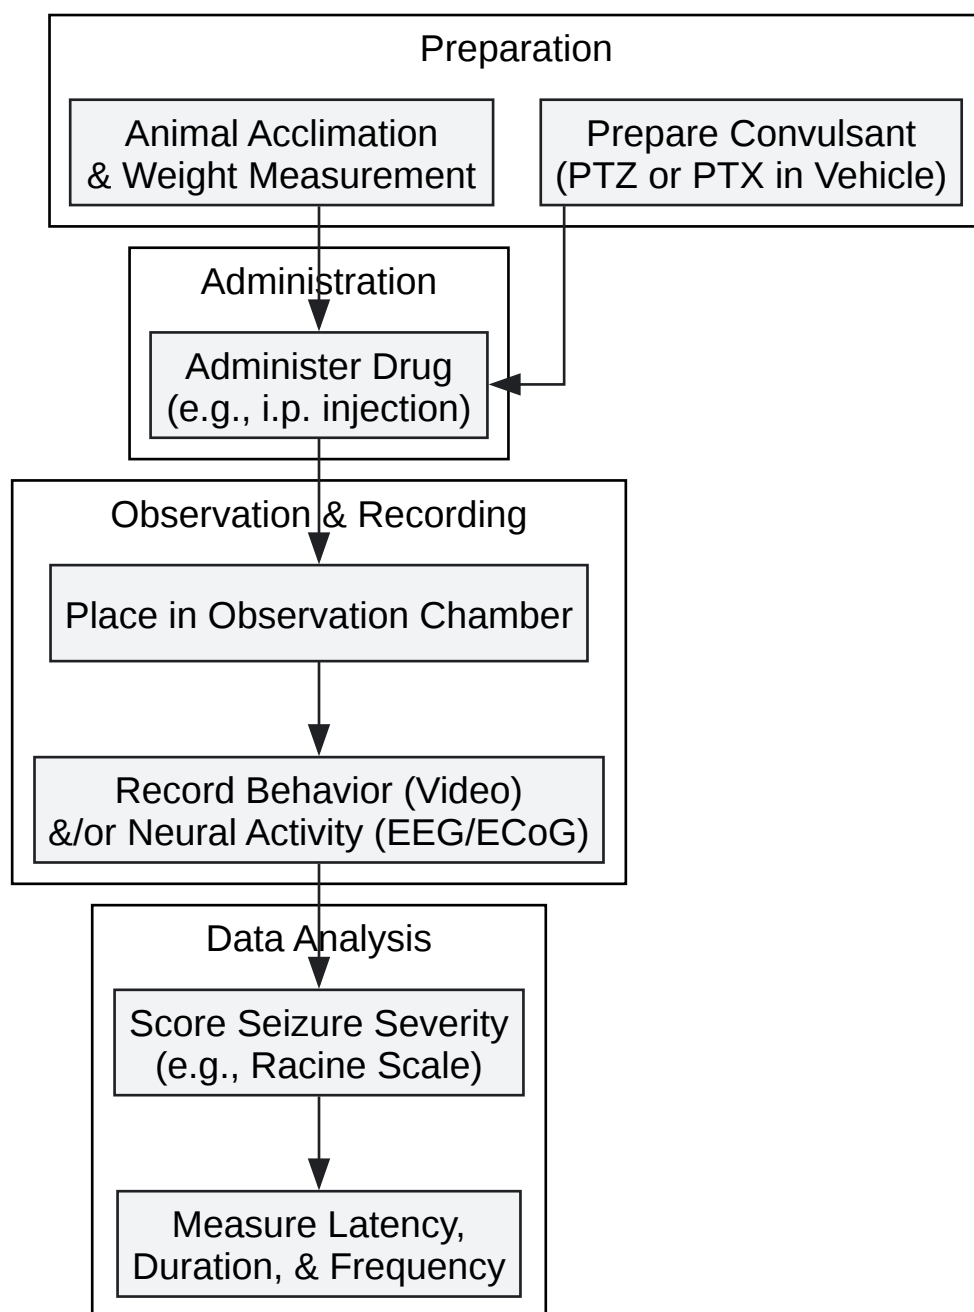 Preparation
Animal Acclimation
& Weight Measurement
Prepare Convulsant
(PTZ or PTX in Vehicle)
Administration
Administer Drug
(e.g., i.p. injection)
Observation & Recording
Place in Observation Chamber
Record Behavior (Video)
&/or Neural Activity (EEG/ECoG)
Data Analysis
Score Seizure Severity
(e.g., Racine Scale)
Measure Latency,
Duration, & Frequency